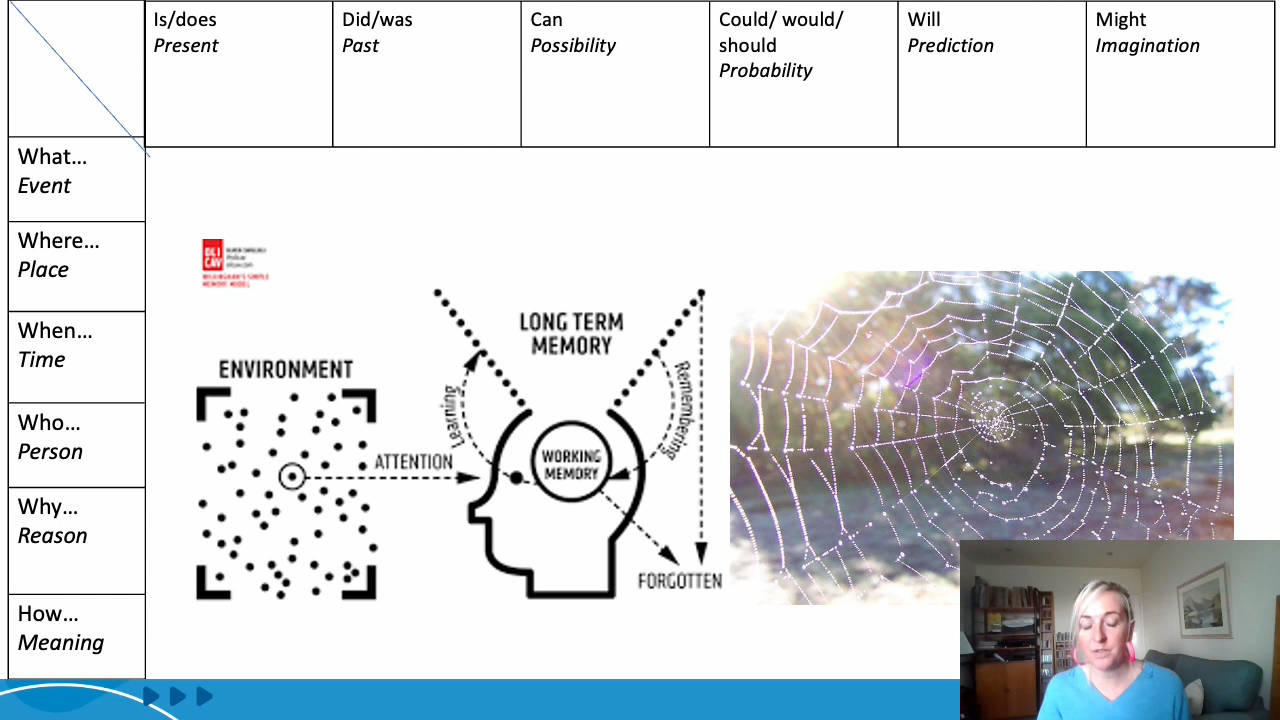 Is/does
Present
Did/was
Past
Can
Possibility
Could/ would/
should
Probability
Will
Prediction
Might
Imagination
What...
Event
Where...
Place
When...
Time
Who...
Person
Why...
Reason
How...
Meaning
OLI
CAV
LONG TERM
MEMORY
ENVIRONMENT
Learning
Remembering
ATTENTION
WORKING
MEMORY
FORGOTTEN